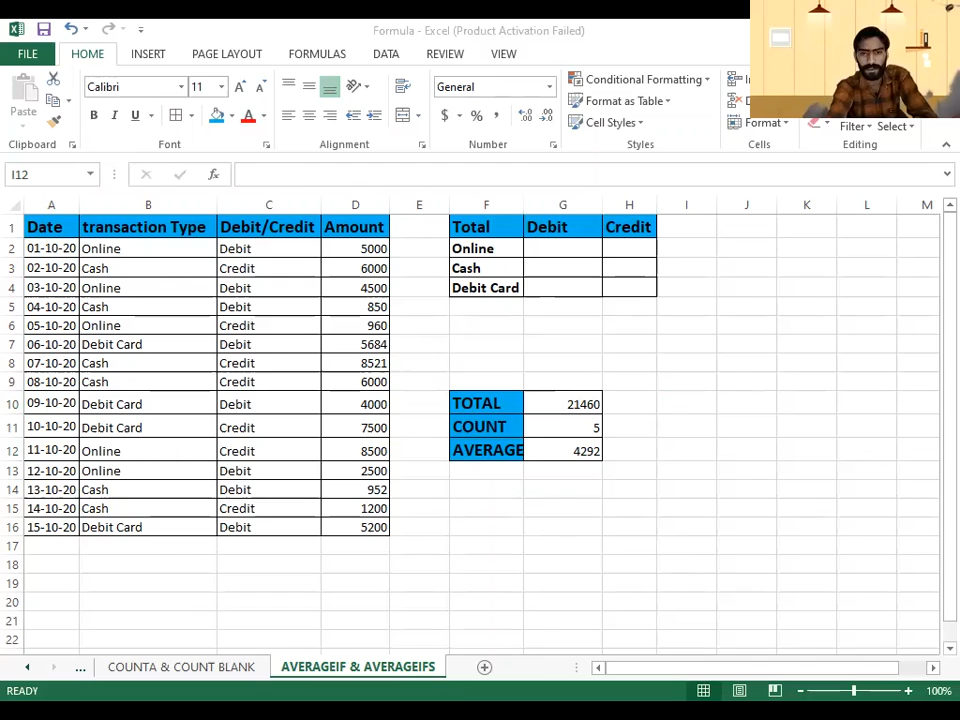 Formula - Excel (Product Activation Failed)
FILE HOME INSERT PAGE LAYOUT FORMULAS DATA REVIEW VIEW
Calibri 11 General Conditional Formatting
Paste B I U $ % , Format as Table
Cell Styles Format Filter Select
Clipboard Font Alignment Number Styles Cells Editing
I12 fx
A B C D E F G H I J K L M
1 Date transaction Type Debit/Credit Amount Total Debit Credit
2 01-10-20 Online Debit 5000 Online
3 02-10-20 Cash Credit 6000 Cash
4 03-10-20 Online Debit 4500 Debit Card
5 04-10-20 Cash Debit 850
6 05-10-20 Online Credit 960
7 06-10-20 Debit Card Debit 5684
8 07-10-20 Cash Credit 8521
9 08-10-20 Cash Credit 6000
10 09-10-20 Debit Card Debit 4000 TOTAL 21460
11 10-10-20 Debit Card Credit 7500 COUNT 5
12 11-10-20 Online Credit 8500 AVERAGE 4292
13 12-10-20 Online Debit 2500
14 13-10-20 Cash Debit 952
15 14-10-20 Cash Credit 1200
16 15-10-20 Debit Card Debit 5200
17
18
19
20
21
22
... COUNTA & COUNT BLANK AVERAGEIF & AVERAGEIFS
READY 100%